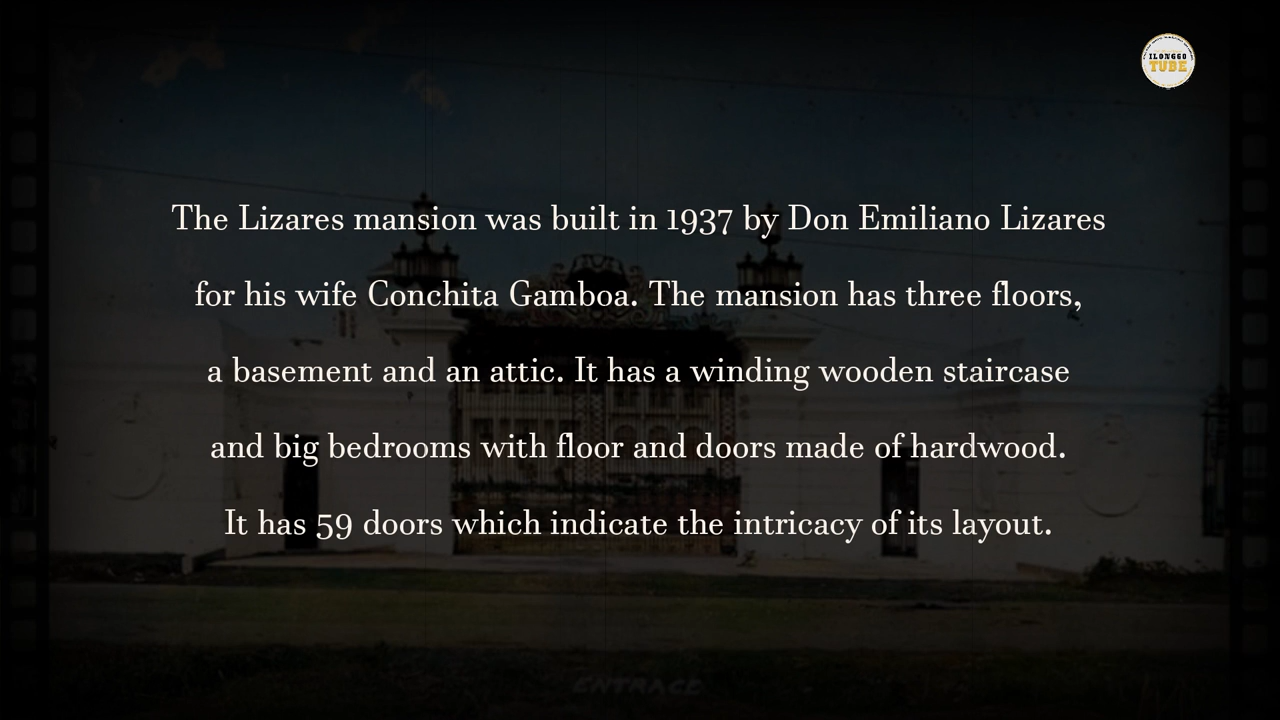 ILONGGO
TUBE
The Lizares mansion was built in 1937 by Don Emiliano Lizares
for his wife Conchita Gamboa. The mansion has three floors,
a basement and an attic. It has a winding wooden staircase
and big bedrooms with floor and doors made of hardwood.
It has 59 doors which indicate the intricacy of its layout.
ENTRACE